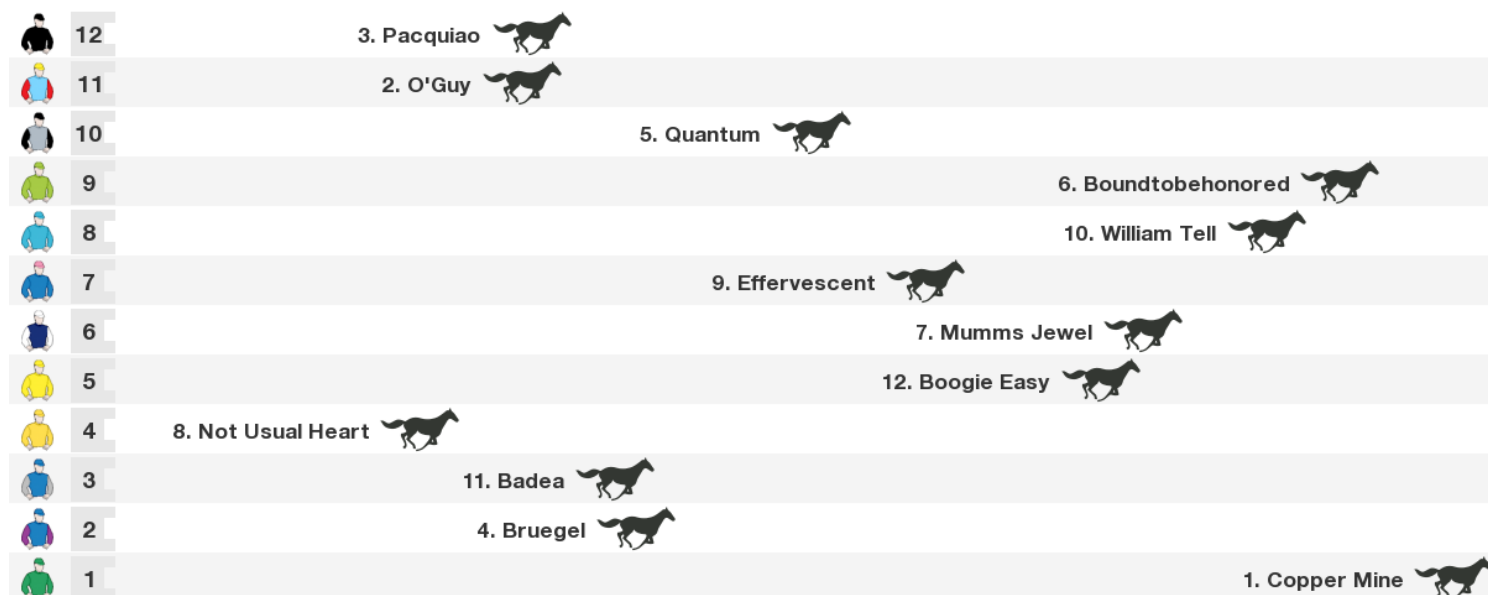 12 3. Pacquiao
11 2. O'Guy
10 5. Quantum
9 6. Boundtobehonored
8 10. William Tell
7 9. Effervescent
6 7. Mumms Jewel
5 12. Boogie Easy
4 8. Not Usual Heart
3 11. Badea
2 4. Bruegel
1 1. Copper Mine